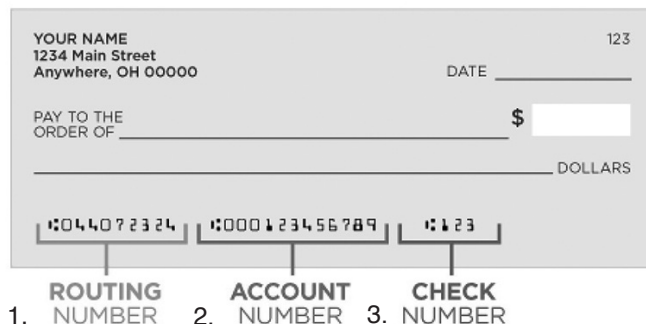 YOUR NAME 123
1234 Main Street
Anywhere, OH 00000
DATE
PAY TO THE
ORDER OF
$
DOLLARS
⑆044072324 ⑆000123456789 ⑆123
ROUTING ACCOUNT CHECK
1. NUMBER 2. NUMBER 3. NUMBER